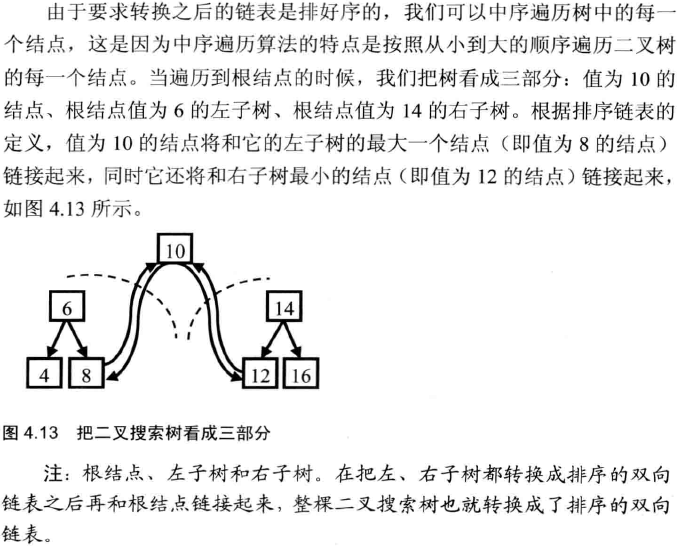 由于要求转换之后的链表是排好序的，我们可以中序遍历树中的每一
个结点，这是因为中序遍历算法的特点是按照从小到大的顺序遍历二叉树
的每一个结点。当遍历到根结点的时候，我们把树看成三部分：值为 10 的
结点、根结点值为 6 的左子树、根结点值为 14 的右子树。根据排序链表的
定义，值为 10 的结点将和它的左子树的最大一个结点（即值为 8 的结点）
链接起来，同时它还将和右子树最小的结点（即值为 12 的结点）链接起来，
如图 4.13 所示。
10
6 14
4 8 12 16
图 4.13 把二叉搜索树看成三部分
注：根结点、左子树和右子树。在把左、右子树都转换成排序的双向
链表之后再和根结点链接起来，整棵二叉搜索树也就转换成了排序的双向
链表。